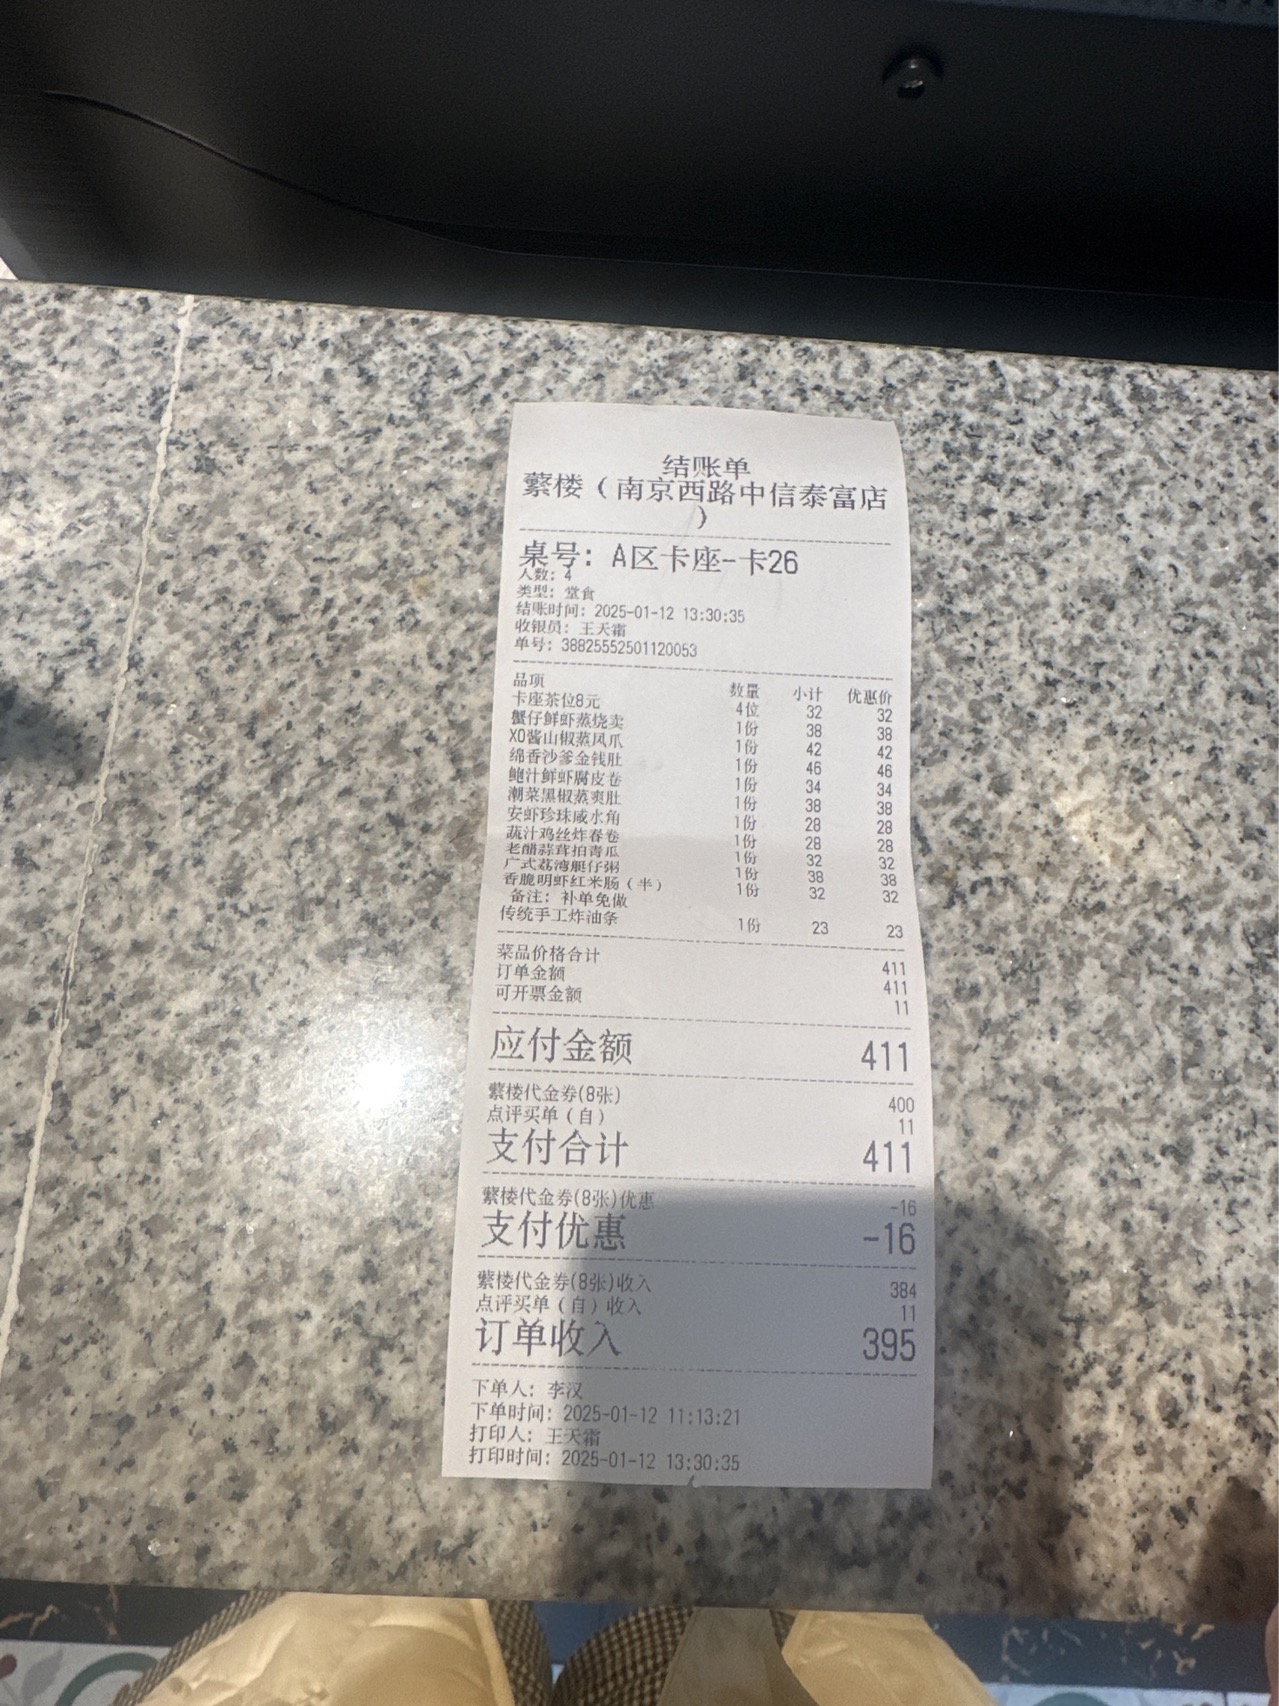 结账单
蘩楼（南京西路中信泰富店
）
桌号：A区卡座-卡26
人数：4
类型：堂食
结账时间：2025-01-12 13:30:35
收银员：王天霜
单号：38825552501120053
品项 数量 小计 优惠价
卡座茶位8元 4位 32 32
蟹仔鲜虾蒸烧卖 1份 38 38
XO酱山椒蒸凤爪 1份 42 42
绵香沙爹金钱肚 1份 46 46
鲍汁鲜虾腐皮卷 1份 34 34
潮菜黑椒蒸爽肚 1份 38 38
安虾珍珠咸水角 1份 28 28
蔬汁鸡丝炸春卷 1份 28 28
老醋蒜茸拍青瓜 1份 32 32
广式荔湾艇仔粥 1份 38 38
香脆明虾红米肠（半） 1份 32 32
备注：补单免做
传统手工炸油条 1份 23 23
菜品价格合计 411
订单金额 411
可开票金额 11
应付金额 411
蘩楼代金券(8张) 400
点评买单（自） 11
支付合计 411
蘩楼代金券(8张)优惠 -16
支付优惠 -16
蘩楼代金券(8张)收入 384
点评买单（自）收入 11
订单收入 395
下单人：李汉
下单时间：2025-01-12 11:13:21
打印人：王天霜
打印时间：2025-01-12 13:30:35